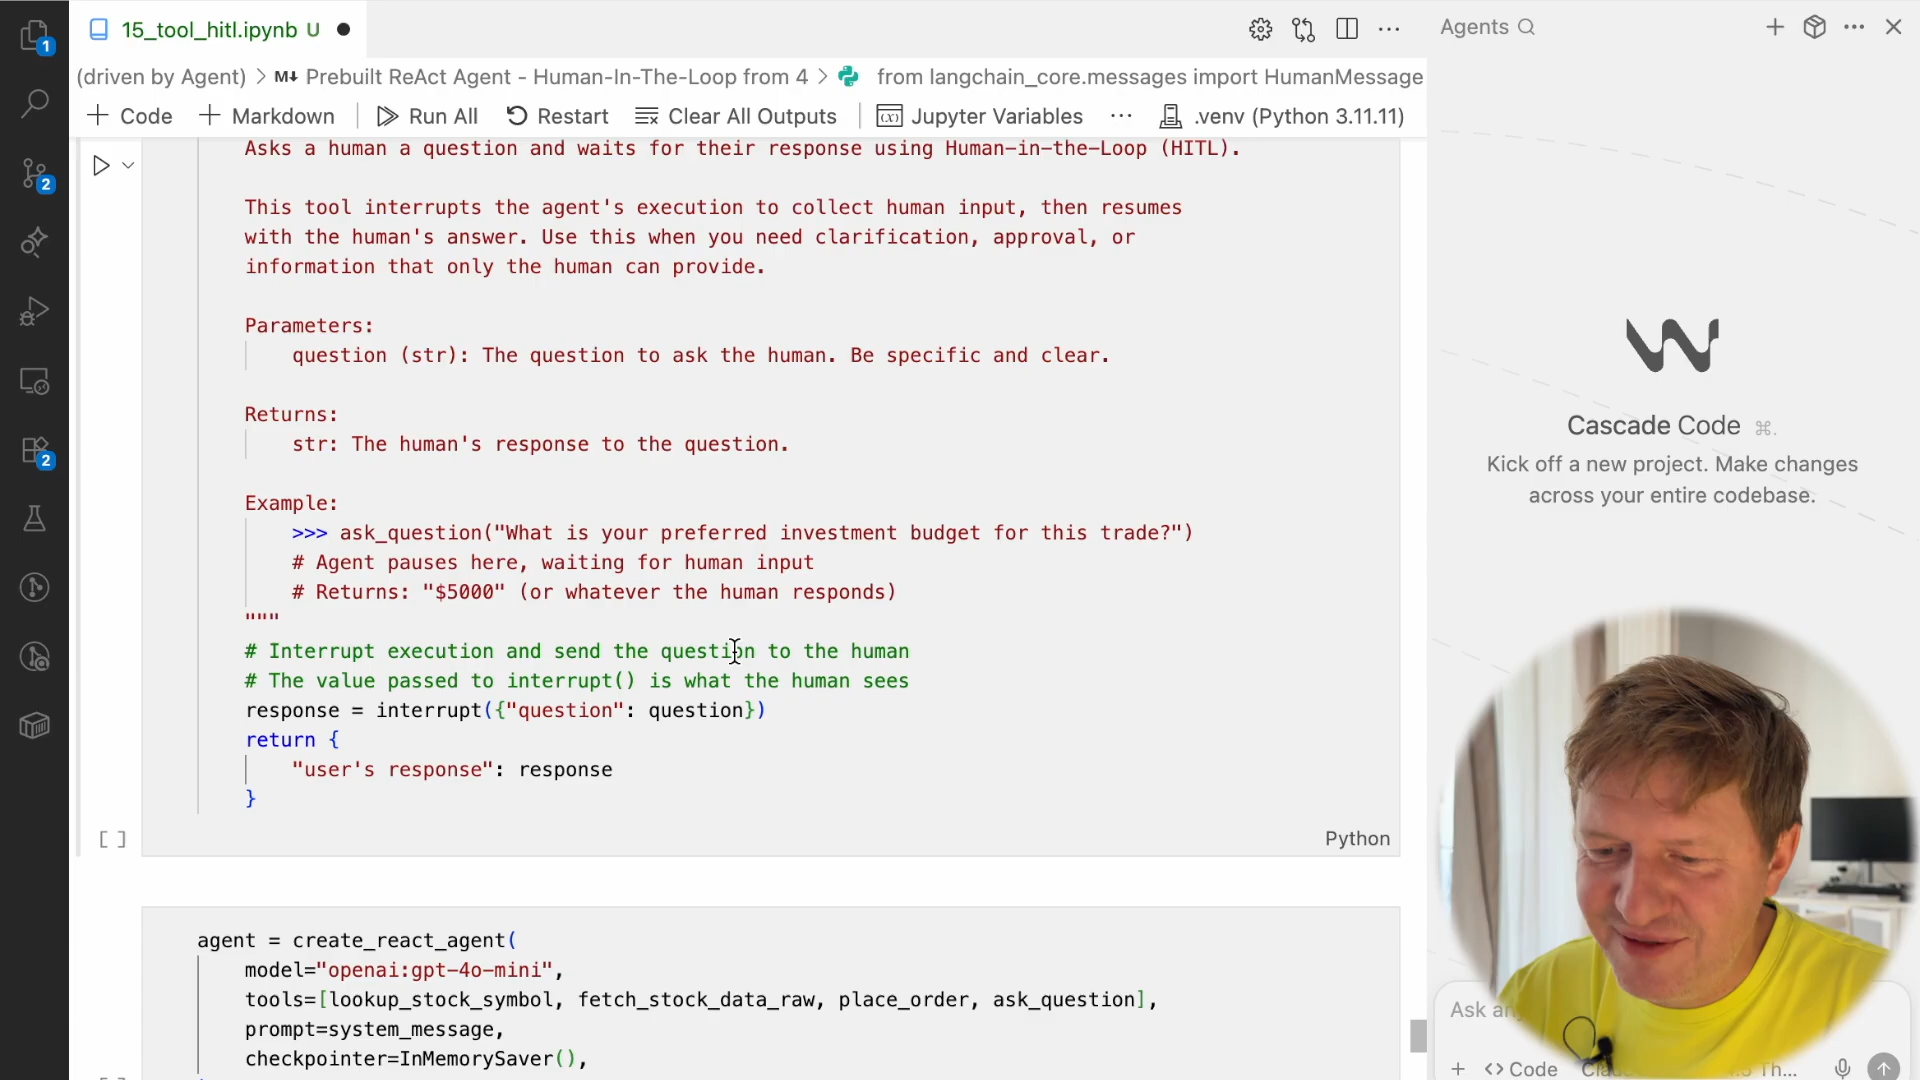 15_tool_hitl.ipynb U
Agents
(driven by Agent) > M↓ Prebuilt ReAct Agent - Human-In-The-Loop from 4 > from langchain_core.messages import HumanMessage
+ Code + Markdown Run All Restart Clear All Outputs Jupyter Variables ... .venv (Python 3.11.11)
1
2
2
Asks a human a question and waits for their response using Human-in-the-Loop (HITL).
This tool interrupts the agent's execution to collect human input, then resumes
with the human's answer. Use this when you need clarification, approval, or
information that only the human can provide.
Parameters:
question (str): The question to ask the human. Be specific and clear.
Returns:
str: The human's response to the question.
Example:
>>> ask_question("What is your preferred investment budget for this trade?")
# Agent pauses here, waiting for human input
# Returns: "$5000" (or whatever the human responds)
"""
# Interrupt execution and send the question to the human
# The value passed to interrupt() is what the human sees
response = interrupt({"question": question})
return {
"user's response": response
}
[ ]
Python
agent = create_react_agent(
model="openai:gpt-4o-mini",
tools=[lookup_stock_symbol, fetch_stock_data_raw, place_order, ask_question],
prompt=system_message,
checkpointer=InMemorySaver(),
Cascade Code ⌘.
Kick off a new project. Make changes
across your entire codebase.
Ask
+ <> Code